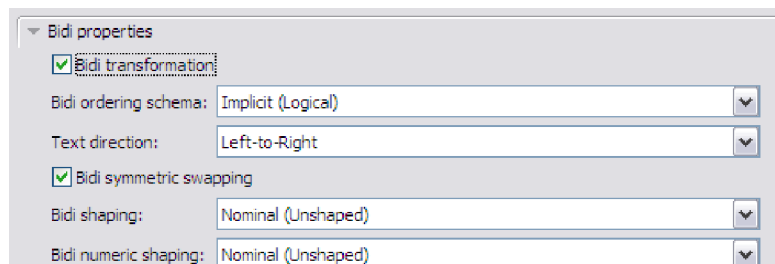 Bidi properties
Bidi transformation
Bidi ordering schema: Implicit (Logical)
Text direction: Left-to-Right
Bidi symmetric swapping
Bidi shaping: Nominal (Unshaped)
Bidi numeric shaping: Nominal (Unshaped)